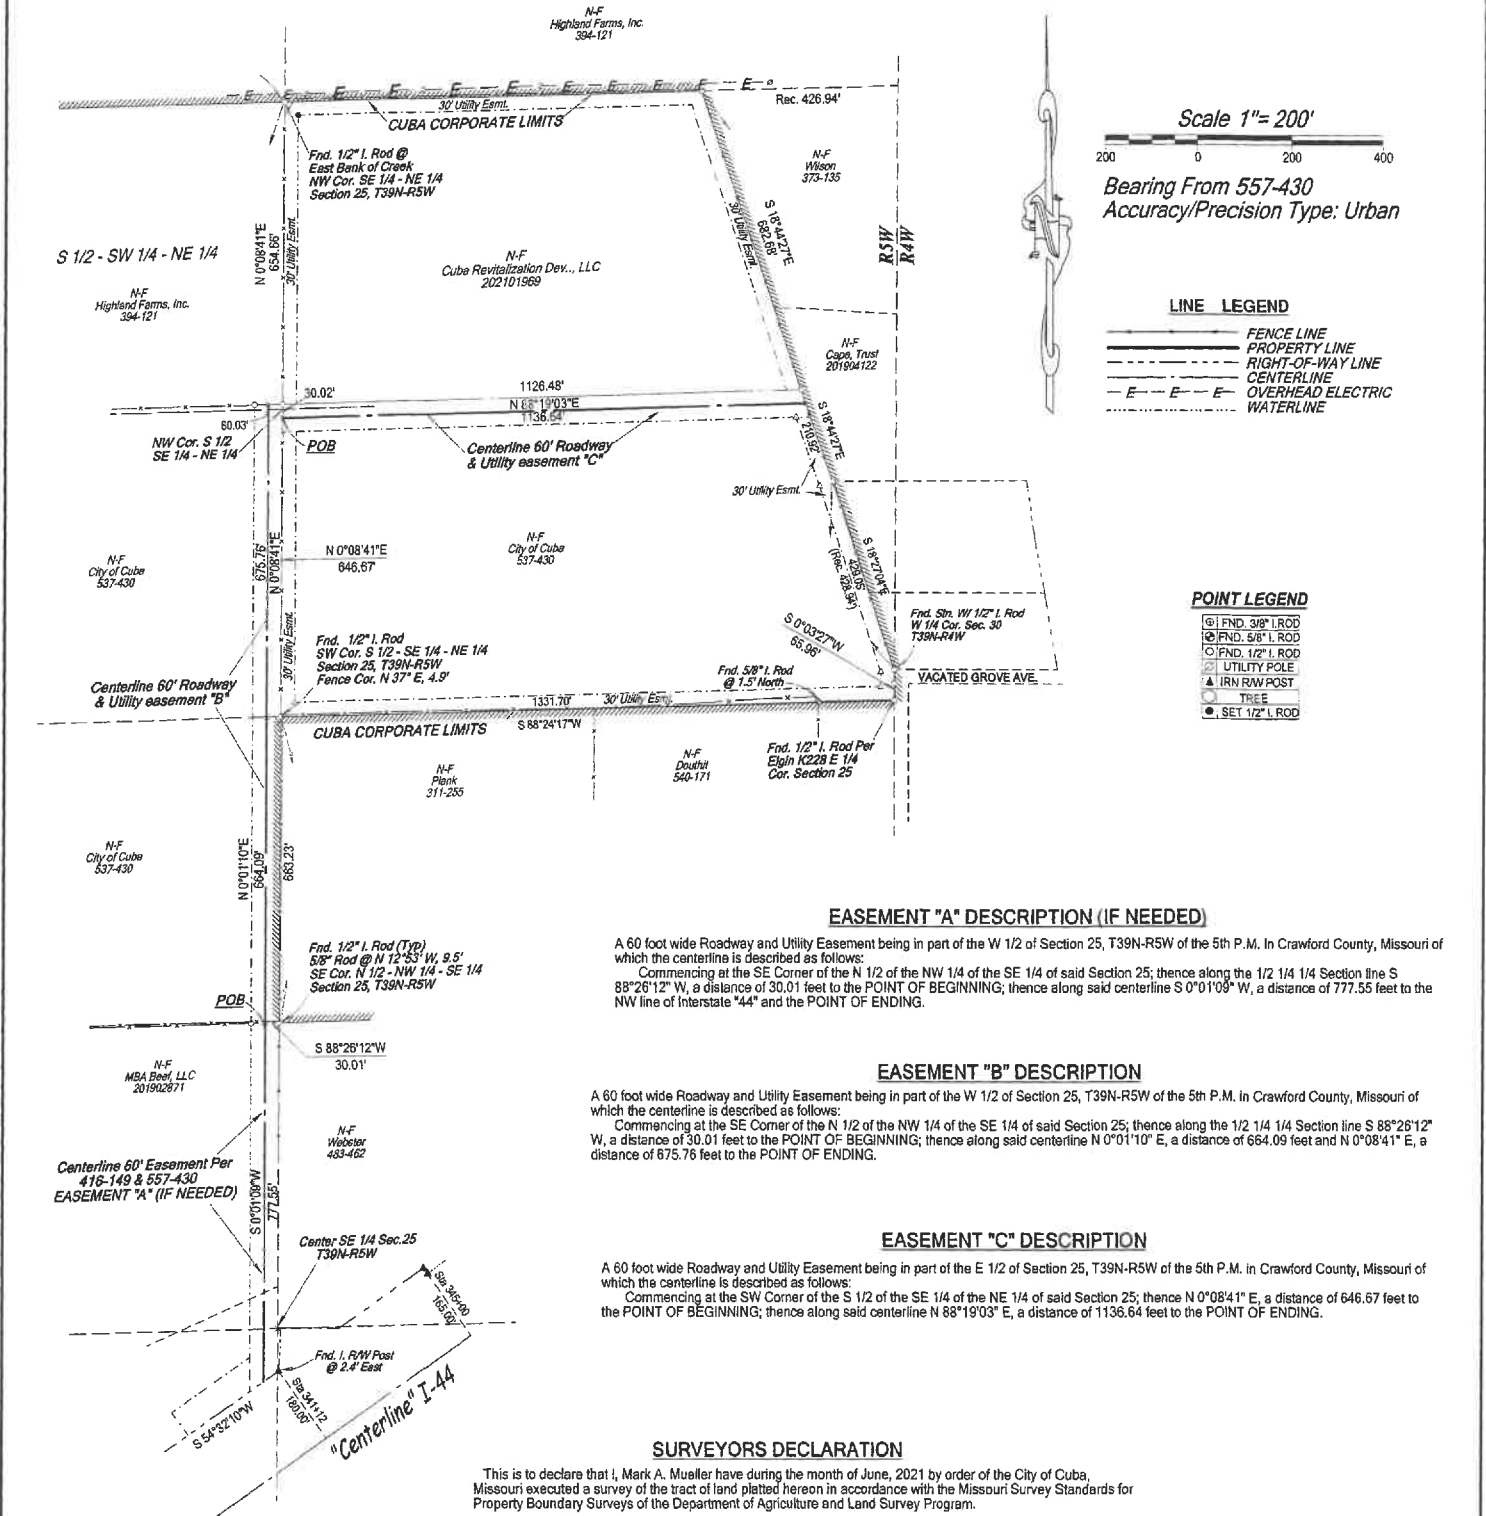 N-F
Highland Farms, Inc.
394-121
E E E E E E E E E E E
30' Utility Esmt.
CUBA CORPORATE LIMITS
Rec. 426.94'
Scale 1"= 200'
200 0 200 400
Bearing From 557-430
Accuracy/Precision Type: Urban
Fnd. 1/2" I. Rod @
East Bank of Creek
NW Cor. SE 1/4 - NE 1/4
Section 25, T39N-R5W
N-F
Wilson
373-135
S 18°44'27"E
682.68'
30' Utility Esmt.
R5W
R4W
N 0°08'41"E
654.66'
30' Utility Esmt.
S 1/2 - SW 1/4 - NE 1/4
N-F
Highland Farms, Inc.
394-121
N-F
Cuba Revitalization Dev.., LLC
202101969
LINE LEGEND
FENCE LINE
PROPERTY LINE
RIGHT-OF-WAY LINE
CENTERLINE
E E E OVERHEAD ELECTRIC
WATERLINE
N-F
Cape, Trust
201904122
30.02'
1126.48'
N 88°19'03"E
1136.64'
60.03'
NW Cor. S 1/2
SE 1/4 - NE 1/4
POB
Centerline 60' Roadway
& Utility easement "C"
S 18°44'27"E
210.92'
30' Utility Esmt.
N-F
City of Cuba
537-430
675.76'
N 0°08'41"E
N 0°08'41"E
646.67'
N-F
City of Cuba
537-430
S 18°27'04"E
429.05
(Rec. 428.94')
S 0°03'27"W
65.96'
Fnd. Stn. W/ 1/2" I. Rod
W 1/4 Cor. Sec. 30
T39N-R4W
POINT LEGEND
FND. 3/8" I.ROD
FND. 5/8" I. ROD
FND. 1/2" I. ROD
UTILITY POLE
IRN R/W POST
TREE
SET 1/2" I. ROD
30' Utility Esmt.
Fnd. 1/2" I. Rod
SW Cor. S 1/2 - SE 1/4 - NE 1/4
Section 25, T39N-R5W
Fence Cor. N 37° E, 4.9'
Fnd. 5/8" I. Rod
@ 1.5' North
VACATED GROVE AVE.
Centerline 60' Roadway
& Utility easement "B"
1331.70'
30' Utility Esmt.
S 88°24'17"W
CUBA CORPORATE LIMITS
N-F
Plank
311-255
N-F
Douthit
540-171
Fnd. 1/2" I. Rod Per
Elgin K228 E 1/4
Cor. Section 25
N-F
City of Cuba
537-430
N 0°01'10"E
664.09'
663.23'
Fnd. 1/2" I. Rod (Typ)
5/8" Rod @ N 12°53' W, 9.5'
SE Cor. N 1/2 - NW 1/4 - SE 1/4
Section 25, T39N-R5W
POB
S 88°26'12"W
30.01'
N-F
MBA Beef, LLC
201902871
N-F
Webster
483-462
Centerline 60' Easement Per
416-149 & 557-430
EASEMENT "A" (IF NEEDED)
S 0°01'09"W
777.55'
Center SE 1/4 Sec.25
T39N-R5W
Sta 345+00
165.00'
Fnd. I. R/W Post
@ 2.4' East
Sta 341+12
180.00'
S 54°32'10"W
"Centerline" I-44
EASEMENT "A" DESCRIPTION (IF NEEDED)
A 60 foot wide Roadway and Utility Easement being in part of the W 1/2 of Section 25, T39N-R5W of the 5th P.M. In Crawford County, Missouri of
which the centerline is described as follows:
Commencing at the SE Corner of the N 1/2 of the NW 1/4 of the SE 1/4 of said Section 25; thence along the 1/2 1/4 1/4 Section line S
88°26'12" W, a distance of 30.01 feet to the POINT OF BEGINNING; thence along said centerline S 0°01'09" W, a distance of 777.55 feet to the
NW line of Interstate "44" and the POINT OF ENDING.
EASEMENT "B" DESCRIPTION
A 60 foot wide Roadway and Utility Easement being in part of the W 1/2 of Section 25, T39N-R5W of the 5th P.M. in Crawford County, Missouri of
which the centerline is described as follows:
Commencing at the SE Corner of the N 1/2 of the NW 1/4 of the SE 1/4 of said Section 25; thence along the 1/2 1/4 1/4 Section line S 88°26'12"
W, a distance of 30.01 feet to the POINT OF BEGINNING; thence along said centerline N 0°01'10" E, a distance of 664.09 feet and N 0°08'41" E, a
distance of 675.76 feet to the POINT OF ENDING.
EASEMENT "C" DESCRIPTION
A 60 foot wide Roadway and Utility Easement being in part of the E 1/2 of Section 25, T39N-R5W of the 5th P.M. in Crawford County, Missouri of
which the centerline is described as follows:
Commencing at the SW Corner of the S 1/2 of the SE 1/4 of the NE 1/4 of said Section 25; thence N 0°08'41" E, a distance of 646.67 feet to
the POINT OF BEGINNING; thence along said centerline N 88°19'03" E, a distance of 1136.64 feet to the POINT OF ENDING.
SURVEYORS DECLARATION
This is to declare that I, Mark A. Mueller have during the month of June, 2021 by order of the City of Cuba,
Missouri executed a survey of the tract of land platted hereon in accordance with the Missouri Survey Standards for
Property Boundary Surveys of the Department of Agriculture and Land Survey Program.